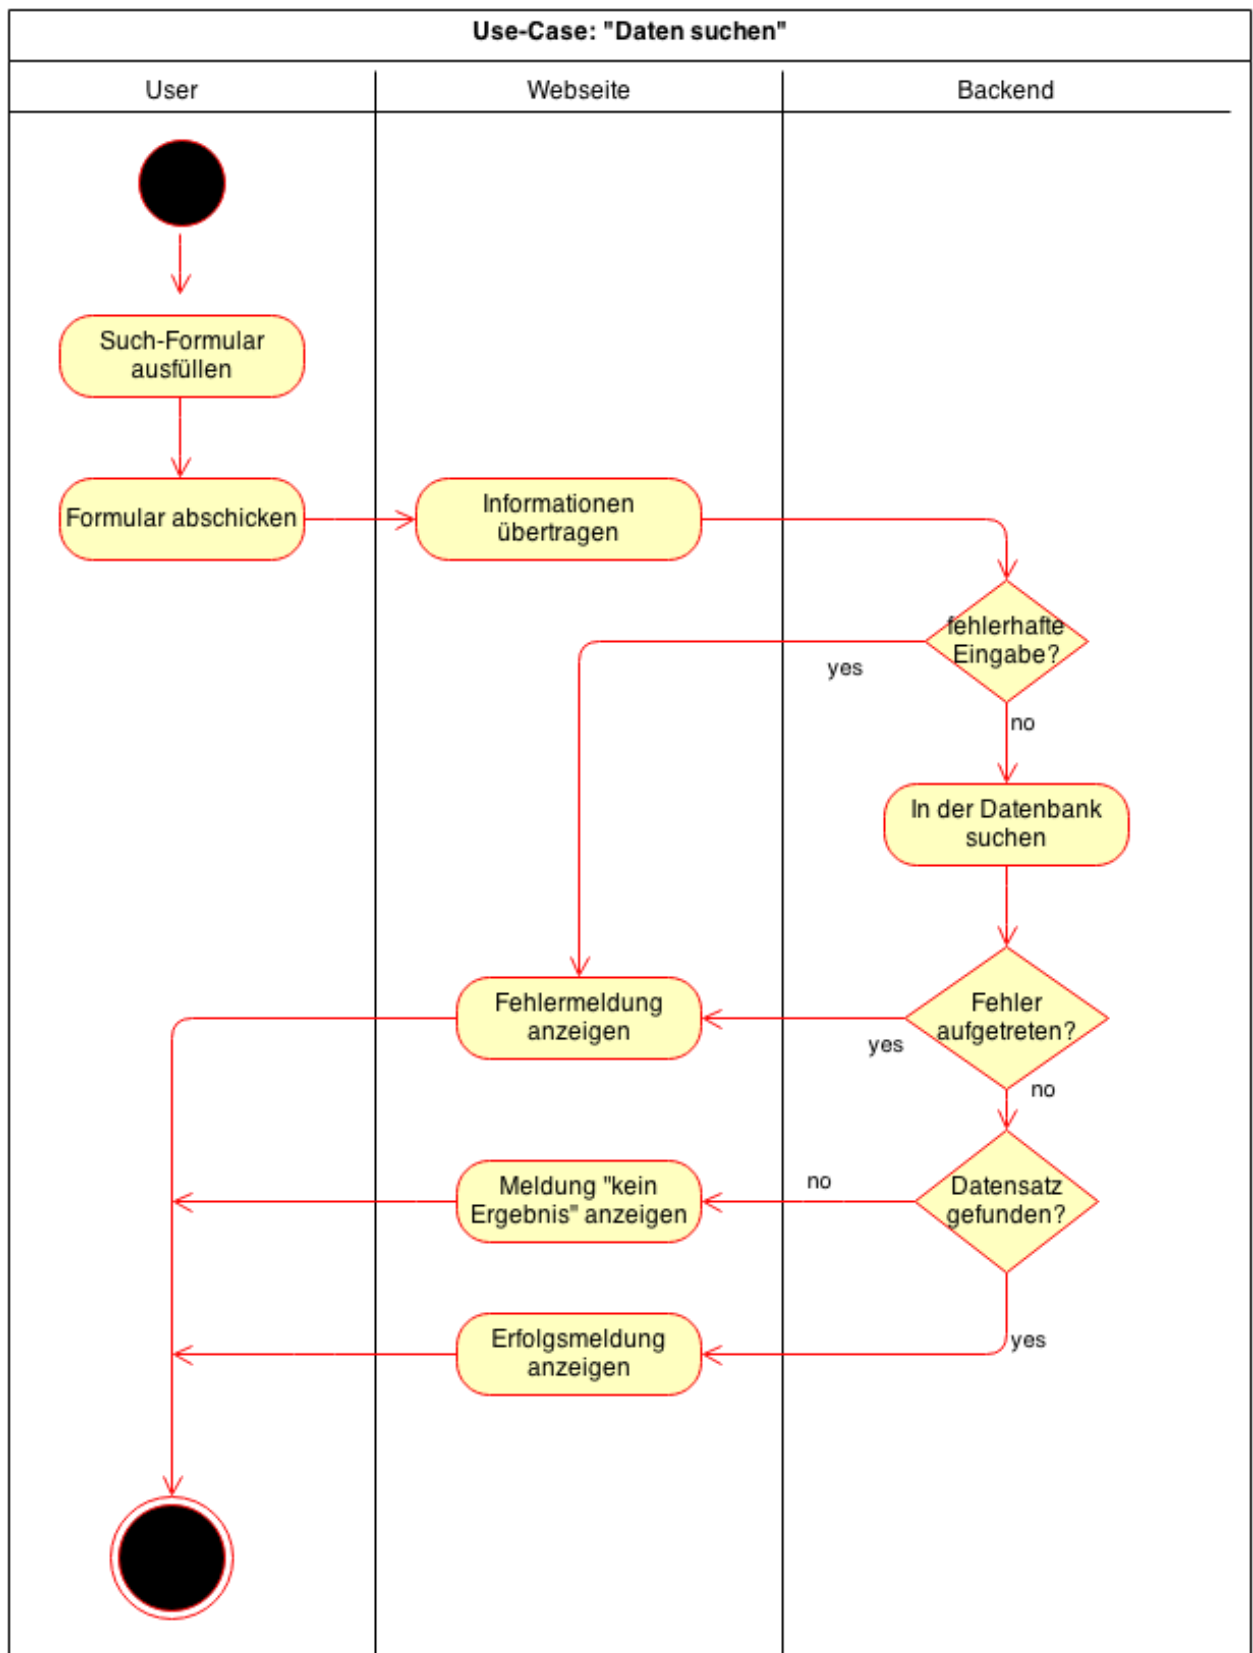 Use-Case: "Daten suchen"
User
Webseite
Backend
Such-Formular
ausfüllen
Formular abschicken
Informationen
übertragen
fehlerhafte
Eingabe?
yes
no
In der Datenbank
suchen
Fehler
aufgetreten?
yes
no
Fehlermeldung
anzeigen
Datensatz
gefunden?
no
yes
Meldung "kein
Ergebnis" anzeigen
Erfolgsmeldung
anzeigen